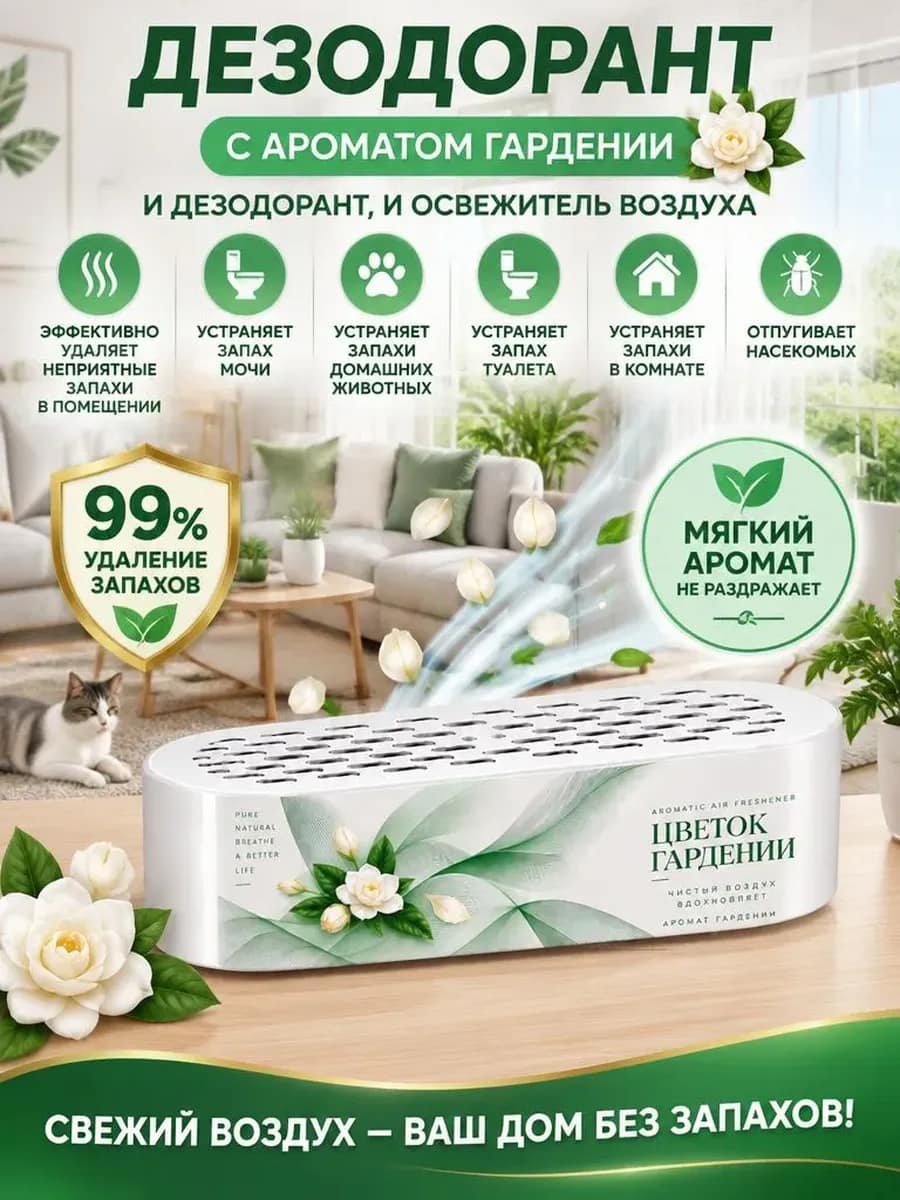 ДЕЗОДОРАНТ
С АРОМАТОМ ГАРДЕНИИ
И ДЕЗОДОРАНТ, И ОСВЕЖИТЕЛЬ ВОЗДУХА
ЭФФЕКТИВНО
УДАЛЯЕТ
НЕПРИЯТНЫЕ
ЗАПАХИ
В ПОМЕЩЕНИИ
УСТРАНЯЕТ
ЗАПАХ
МОЧИ
УСТРАНЯЕТ
ЗАПАХИ
ДОМАШНИХ
ЖИВОТНЫХ
УСТРАНЯЕТ
ЗАПАХ
ТУАЛЕТА
УСТРАНЯЕТ
ЗАПАХИ
В КОМНАТЕ
ОТПУГИВАЕТ
НАСЕКОМЫХ
99%
УДАЛЕНИЕ
ЗАПАХОВ
МЯГКИЙ
АРОМАТ
НЕ РАЗДРАЖАЕТ
PURE
NATURAL
BREATHE
A BETTER
LIFE
AROMATIC AIR FRESHENER
ЦВЕТОК
ГАРДЕНИИ
ЧИСТЫЙ ВОЗДУХ
ВДОХНОВЛЯЕТ
АРОМАТ ГАРДЕНИИ
СВЕЖИЙ ВОЗДУХ – ВАШ ДОМ БЕЗ ЗАПАХОВ!